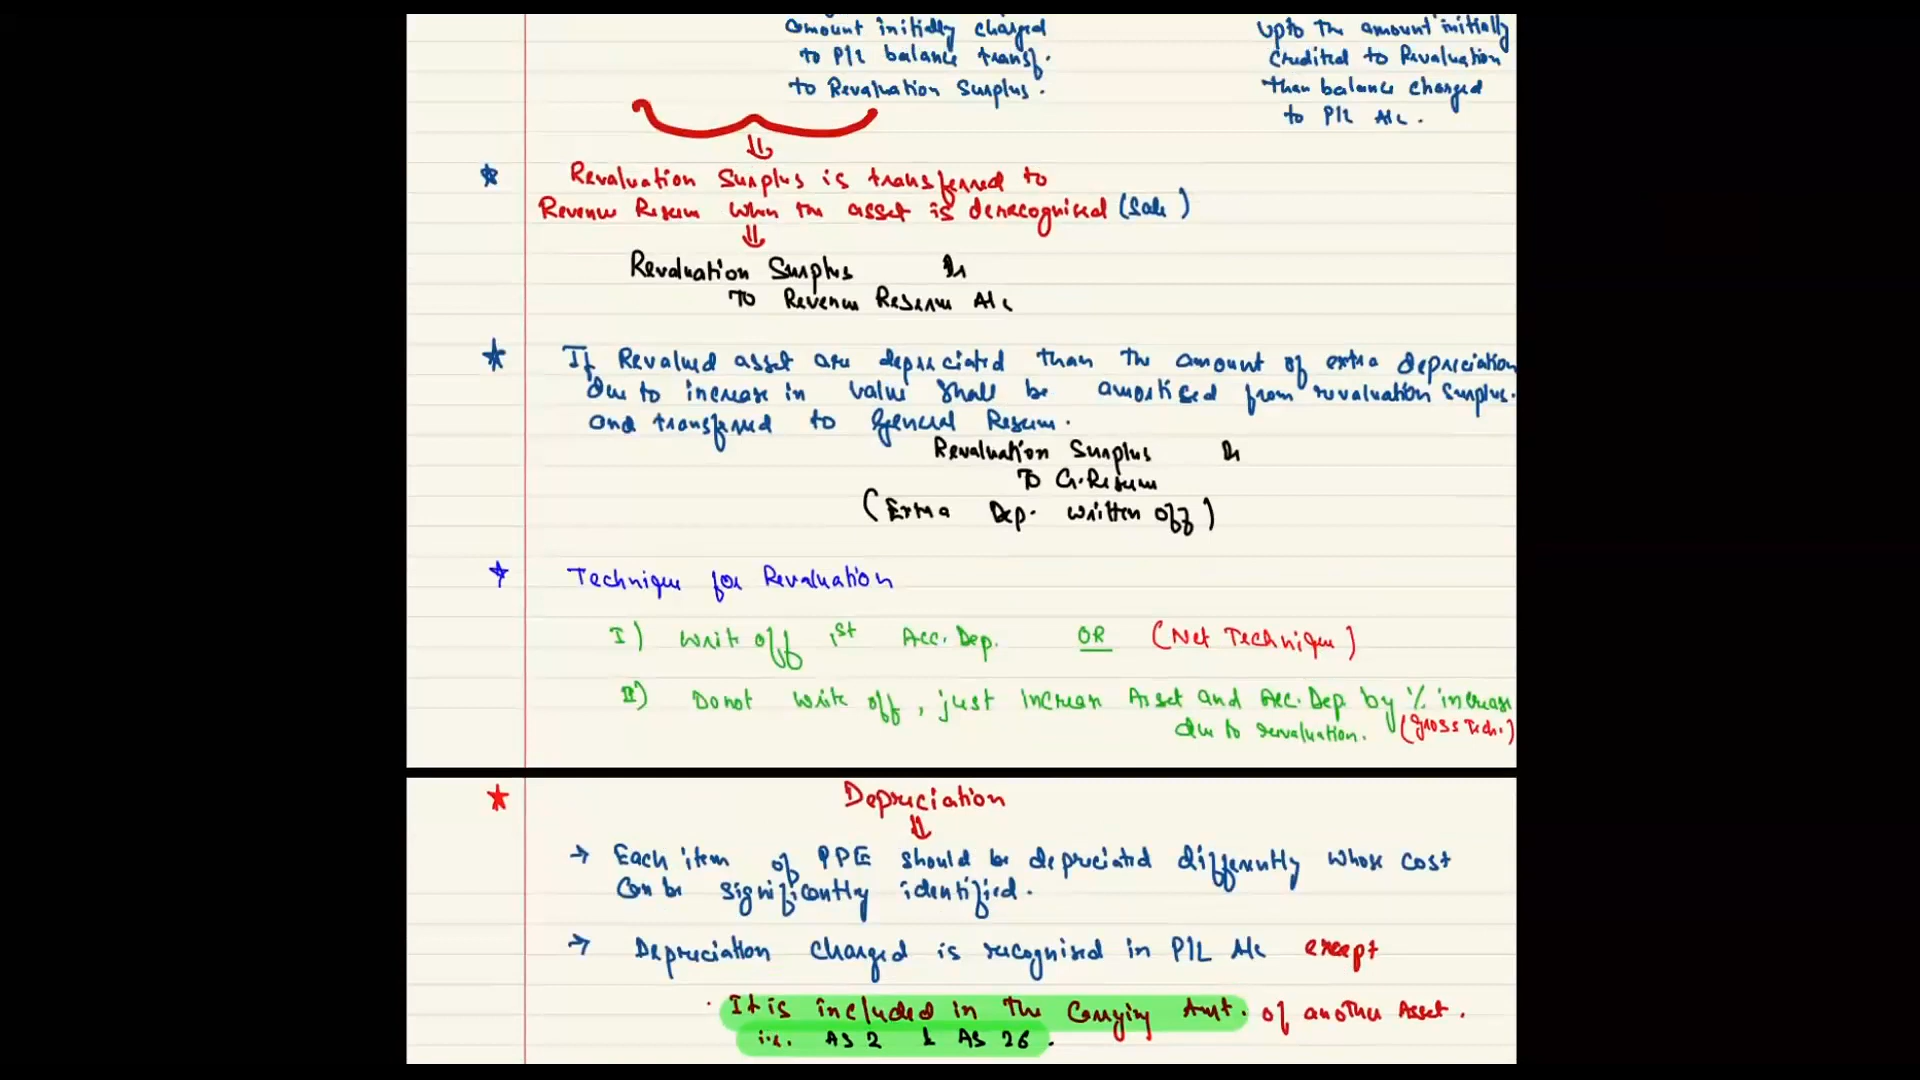 amount initially charged
to P/L balance transf.
to Revaluation Surplus.
upto the amount initially
credited to Revaluation
than balance charged
to P/L A/c.
Revaluation Surplus is transferred to
Revenue Reserve when the asset is derecognised (Sale)
Revaluation Surplus Dr
To Revenue Reserve A/c
If Revalued asset are depreciated than the amount of extra depreciation
due to increase in value shall be amortised from revaluation surplus.
and transferred to General Reserve.
Revaluation Surplus Dr
To G.Reserve
(Extra Dep. written off)
Technique for Revaluation
I) Write off 1st Acc. Dep. OR (Net Technique)
II) Do not write off, just increase Asset and Acc. Dep. by % increase
due to revaluation. (Gross Tech.)
Depreciation
→ Each item of PPE should be depreciated differently whose cost
can be significantly identified.
→ Depreciation charged is recognised in P/L A/c except
It is included in the Carrying Amt. of another Asset.
i.e. AS 2 & AS 26.